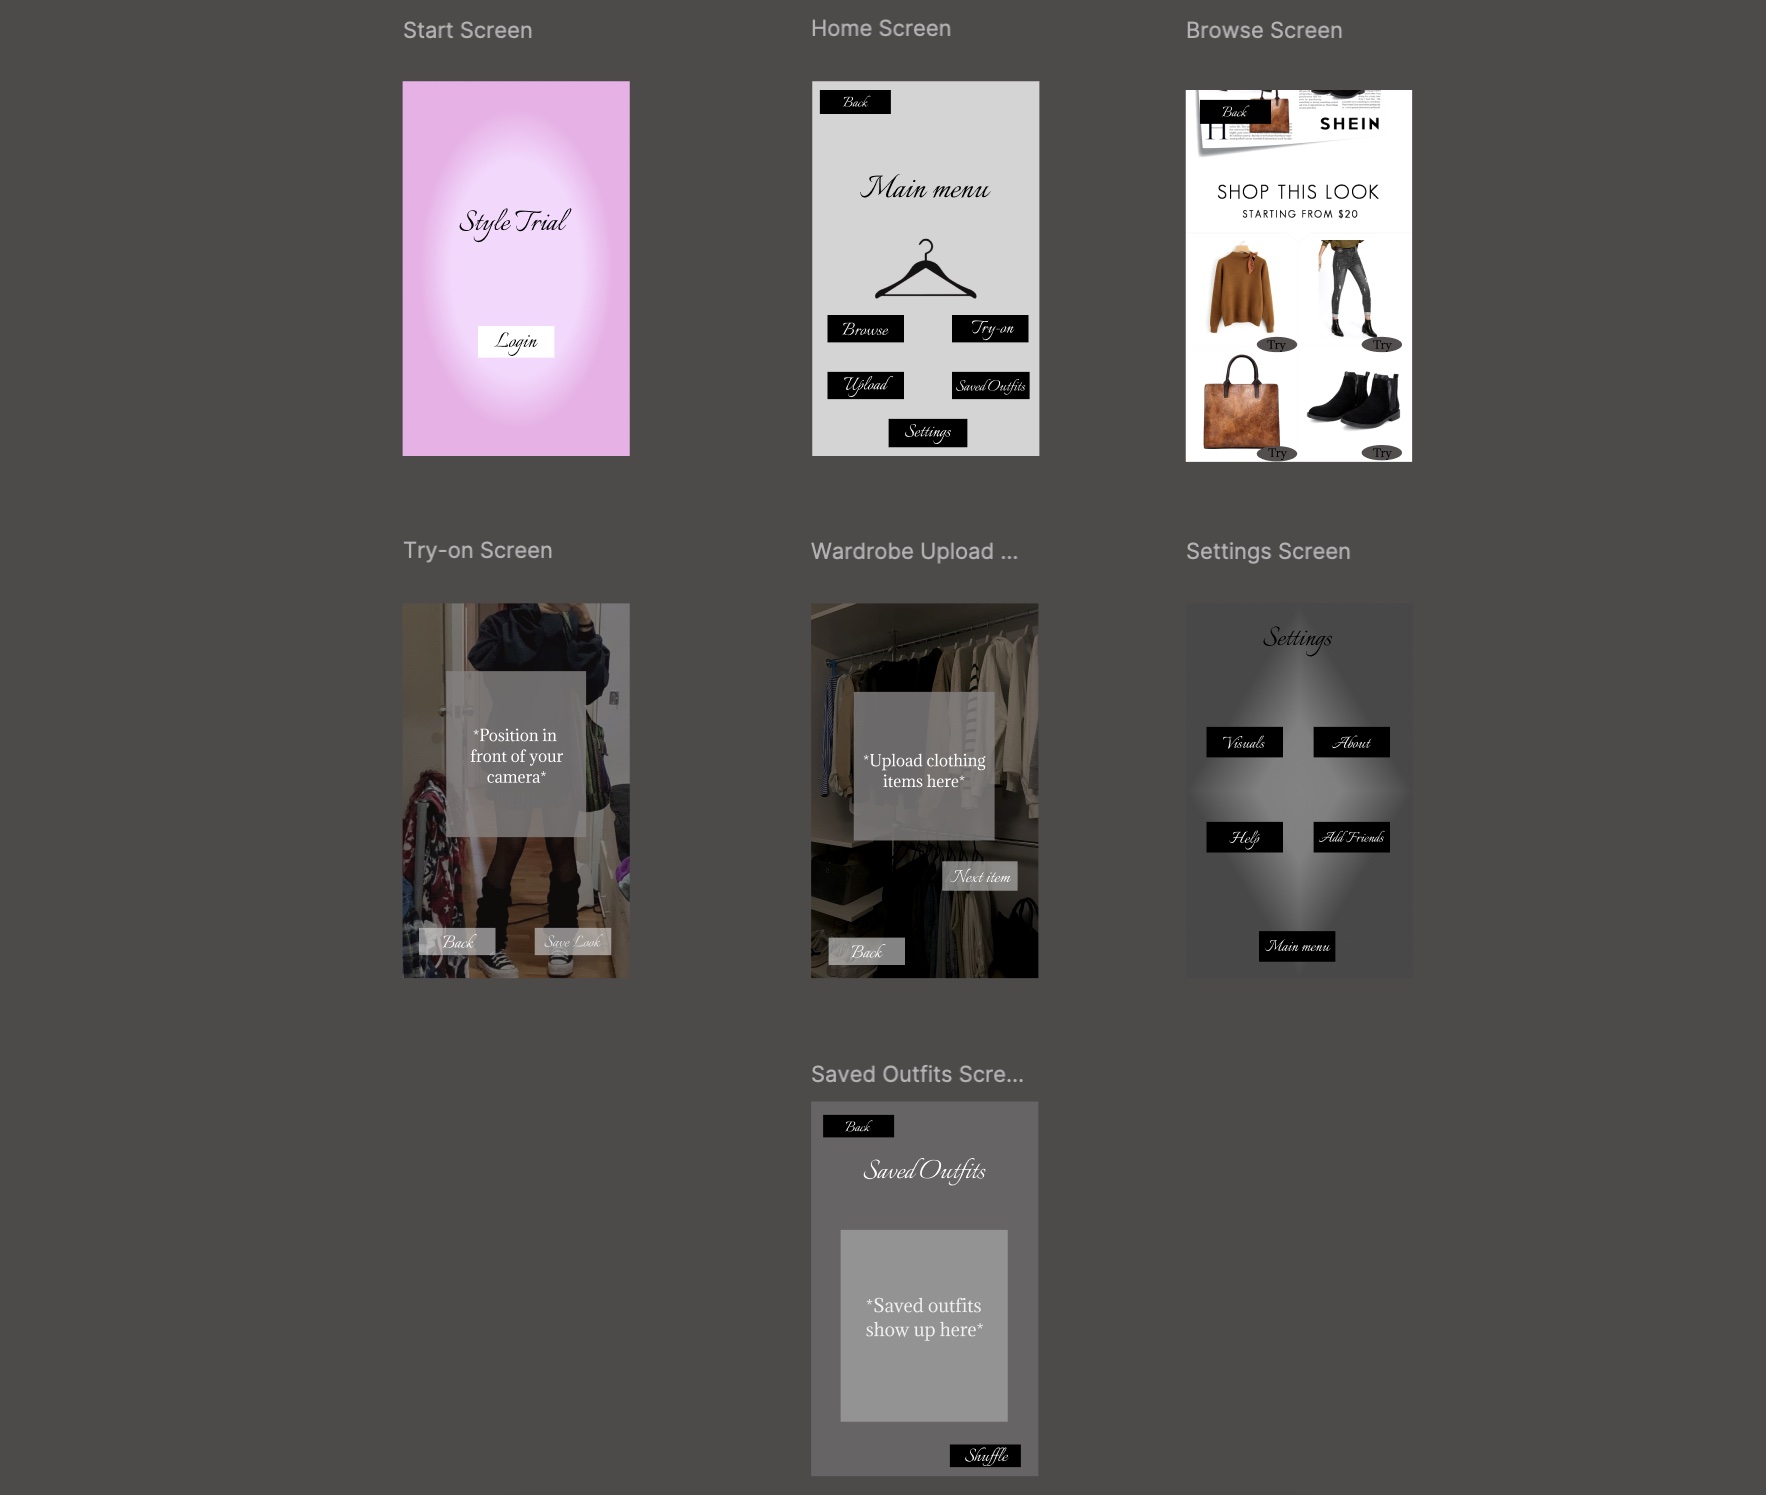 Start Screen
Home Screen
Browse Screen
Style Trial
Login
Back
Main menu
Browse
Try-on
Upload
Saved Outfits
Settings
Back
H
SHEIN
SHOP THIS LOOK
STARTING FROM $20
Try
Try
Try
Try
Try-on Screen
Wardrobe Upload ...
Settings Screen
*Position in
front of your
camera*
Back
Save Look
*Upload clothing
items here*
Next item
Back
Settings
Visuals
About
Help
Add Friends
Main menu
Saved Outfits Scre...
Back
Saved Outfits
*Saved outfits
show up here*
Shuffle